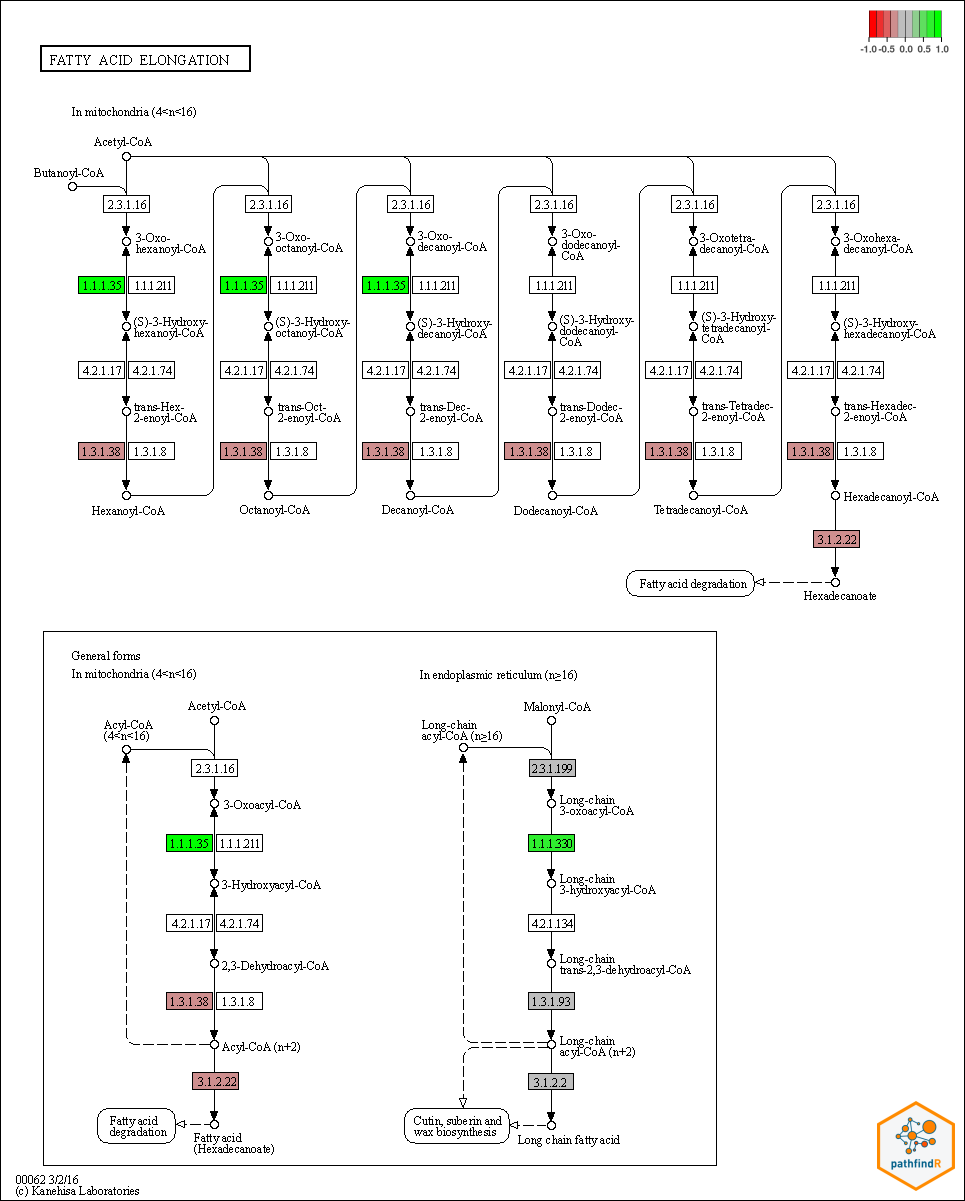 -1.0 -0.5 0.0 0.5 1.0
FATTY ACID ELONGATION
In mitochondria (4<n<16)
Acetyl-CoA
Butanoyl-CoA
2.3.1.16 2.3.1.16 2.3.1.16 2.3.1.16 2.3.1.16 2.3.1.16
3-Oxo-
hexanoyl-CoA
3-Oxo-
octanoyl-CoA
3-Oxo-
decanoyl-CoA
3-Oxo-
dodecanoyl-
CoA
3-Oxotetra-
decanoyl-CoA
3-Oxohexa-
decanoyl-CoA
1.1.1.35 1.1.1.211 1.1.1.35 1.1.1.211 1.1.1.35 1.1.1.211 1.1.1.211 1.1.1.211 1.1.1.211
(S)-3-Hydroxy-
hexanoyl-CoA
(S)-3-Hydroxy-
octanoyl-CoA
(S)-3-Hydroxy-
decanoyl-CoA
(S)-3-Hydroxy-
dodecanoyl-
CoA
(S)-3-Hydroxy-
tetradecanoyl-
CoA
(S)-3-Hydroxy-
hexadecanoyl-CoA
4.2.1.17 4.2.1.74 4.2.1.17 4.2.1.74 4.2.1.17 4.2.1.74 4.2.1.17 4.2.1.74 4.2.1.17 4.2.1.74 4.2.1.17 4.2.1.74
trans-Hex-
2-enoyl-CoA
trans-Oct-
2-enoyl-CoA
trans-Dec-
2-enoyl-CoA
trans-Dodec-
2-enoyl-CoA
trans-Tetradec-
2-enoyl-CoA
trans-Hexadec-
2-enoyl-CoA
1.3.1.38 1.3.1.8 1.3.1.38 1.3.1.8 1.3.1.38 1.3.1.8 1.3.1.38 1.3.1.8 1.3.1.38 1.3.1.8 1.3.1.38 1.3.1.8
Hexanoyl-CoA Octanoyl-CoA Decanoyl-CoA Dodecanoyl-CoA Tetradecanoyl-CoA Hexadecanoyl-CoA
3.1.2.22
Fatty acid degradation
Hexadecanoate
General forms
In mitochondria (4<n<16)
Acetyl-CoA
Acyl-CoA
(4<n<16)
2.3.1.16
3-Oxoacyl-CoA
1.1.1.35 1.1.1.211
3-Hydroxyacyl-CoA
4.2.1.17 4.2.1.74
2,3-Dehydroacyl-CoA
1.3.1.38 1.3.1.8
Acyl-CoA (n+2)
3.1.2.22
Fatty acid
degradation
Fatty acid
(Hexadecanoate)
In endoplasmic reticulum (n≥16)
Malonyl-CoA
Long-chain
acyl-CoA (n≥16)
2.3.1.199
Long-chain
3-oxoacyl-CoA
1.1.1.330
Long-chain
3-hydroxyacyl-CoA
4.2.1.134
Long-chain
trans-2,3-dehydroacyl-CoA
1.3.1.93
Long-chain
acyl-CoA (n+2)
3.1.2.2
Cutin, suberin and
wax biosynthesis
Long chain fatty acid
00062 3/2/16
(c) Kanehisa Laboratories
pathfindR